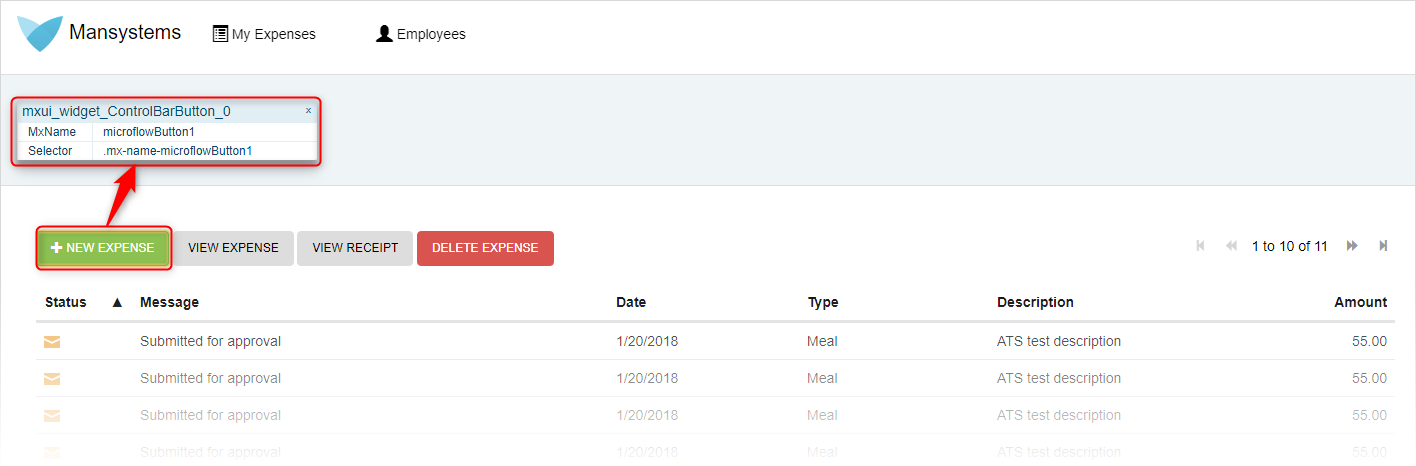 Mansystems My Expenses Employees
mxui_widget_ControlBarButton_0 x
MxName microflowButton1
Selector .mx-name-microflowButton1
NEW EXPENSE VIEW EXPENSE VIEW RECEIPT DELETE EXPENSE 1 to 10 of 11
Status ▲ Message Date Type Description Amount
Submitted for approval 1/20/2018 Meal ATS test description 55.00
Submitted for approval 1/20/2018 Meal ATS test description 55.00
Submitted for approval 1/20/2018 Meal ATS test description 55.00
Submitted for approval 1/20/2018 Meal ATS test description 55.00